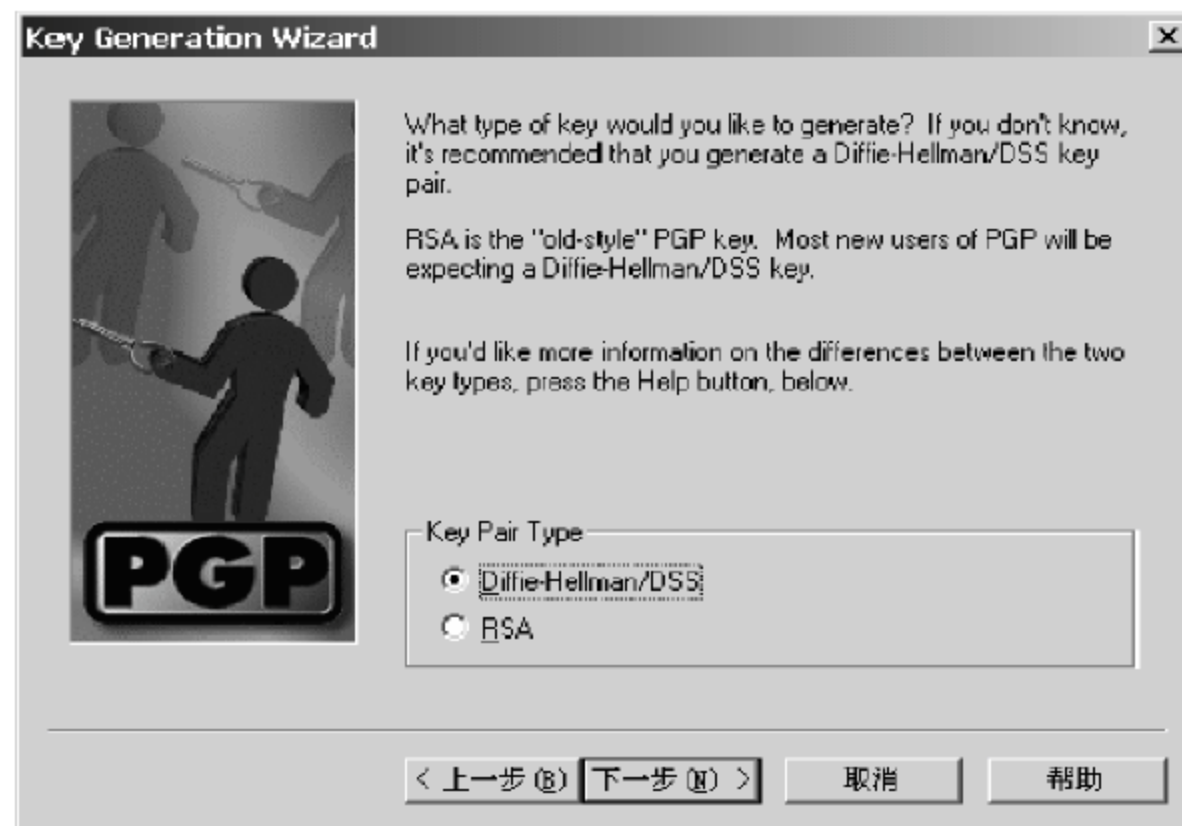 Key Generation Wizard
What type of key would you like to generate? If you don't know,
it's recommended that you generate a Diffie-Hellman/DSS key
pair.
RSA is the "old-style" PGP key. Most new users of PGP will be
expecting a Diffie-Hellman/DSS key.
If you'd like more information on the differences between the two
key types, press the Help button, below.
PGP
Key Pair Type
Diffie-Hellman/DSS
RSA
< 上一步(B) 下一步(N) > 取消 帮助